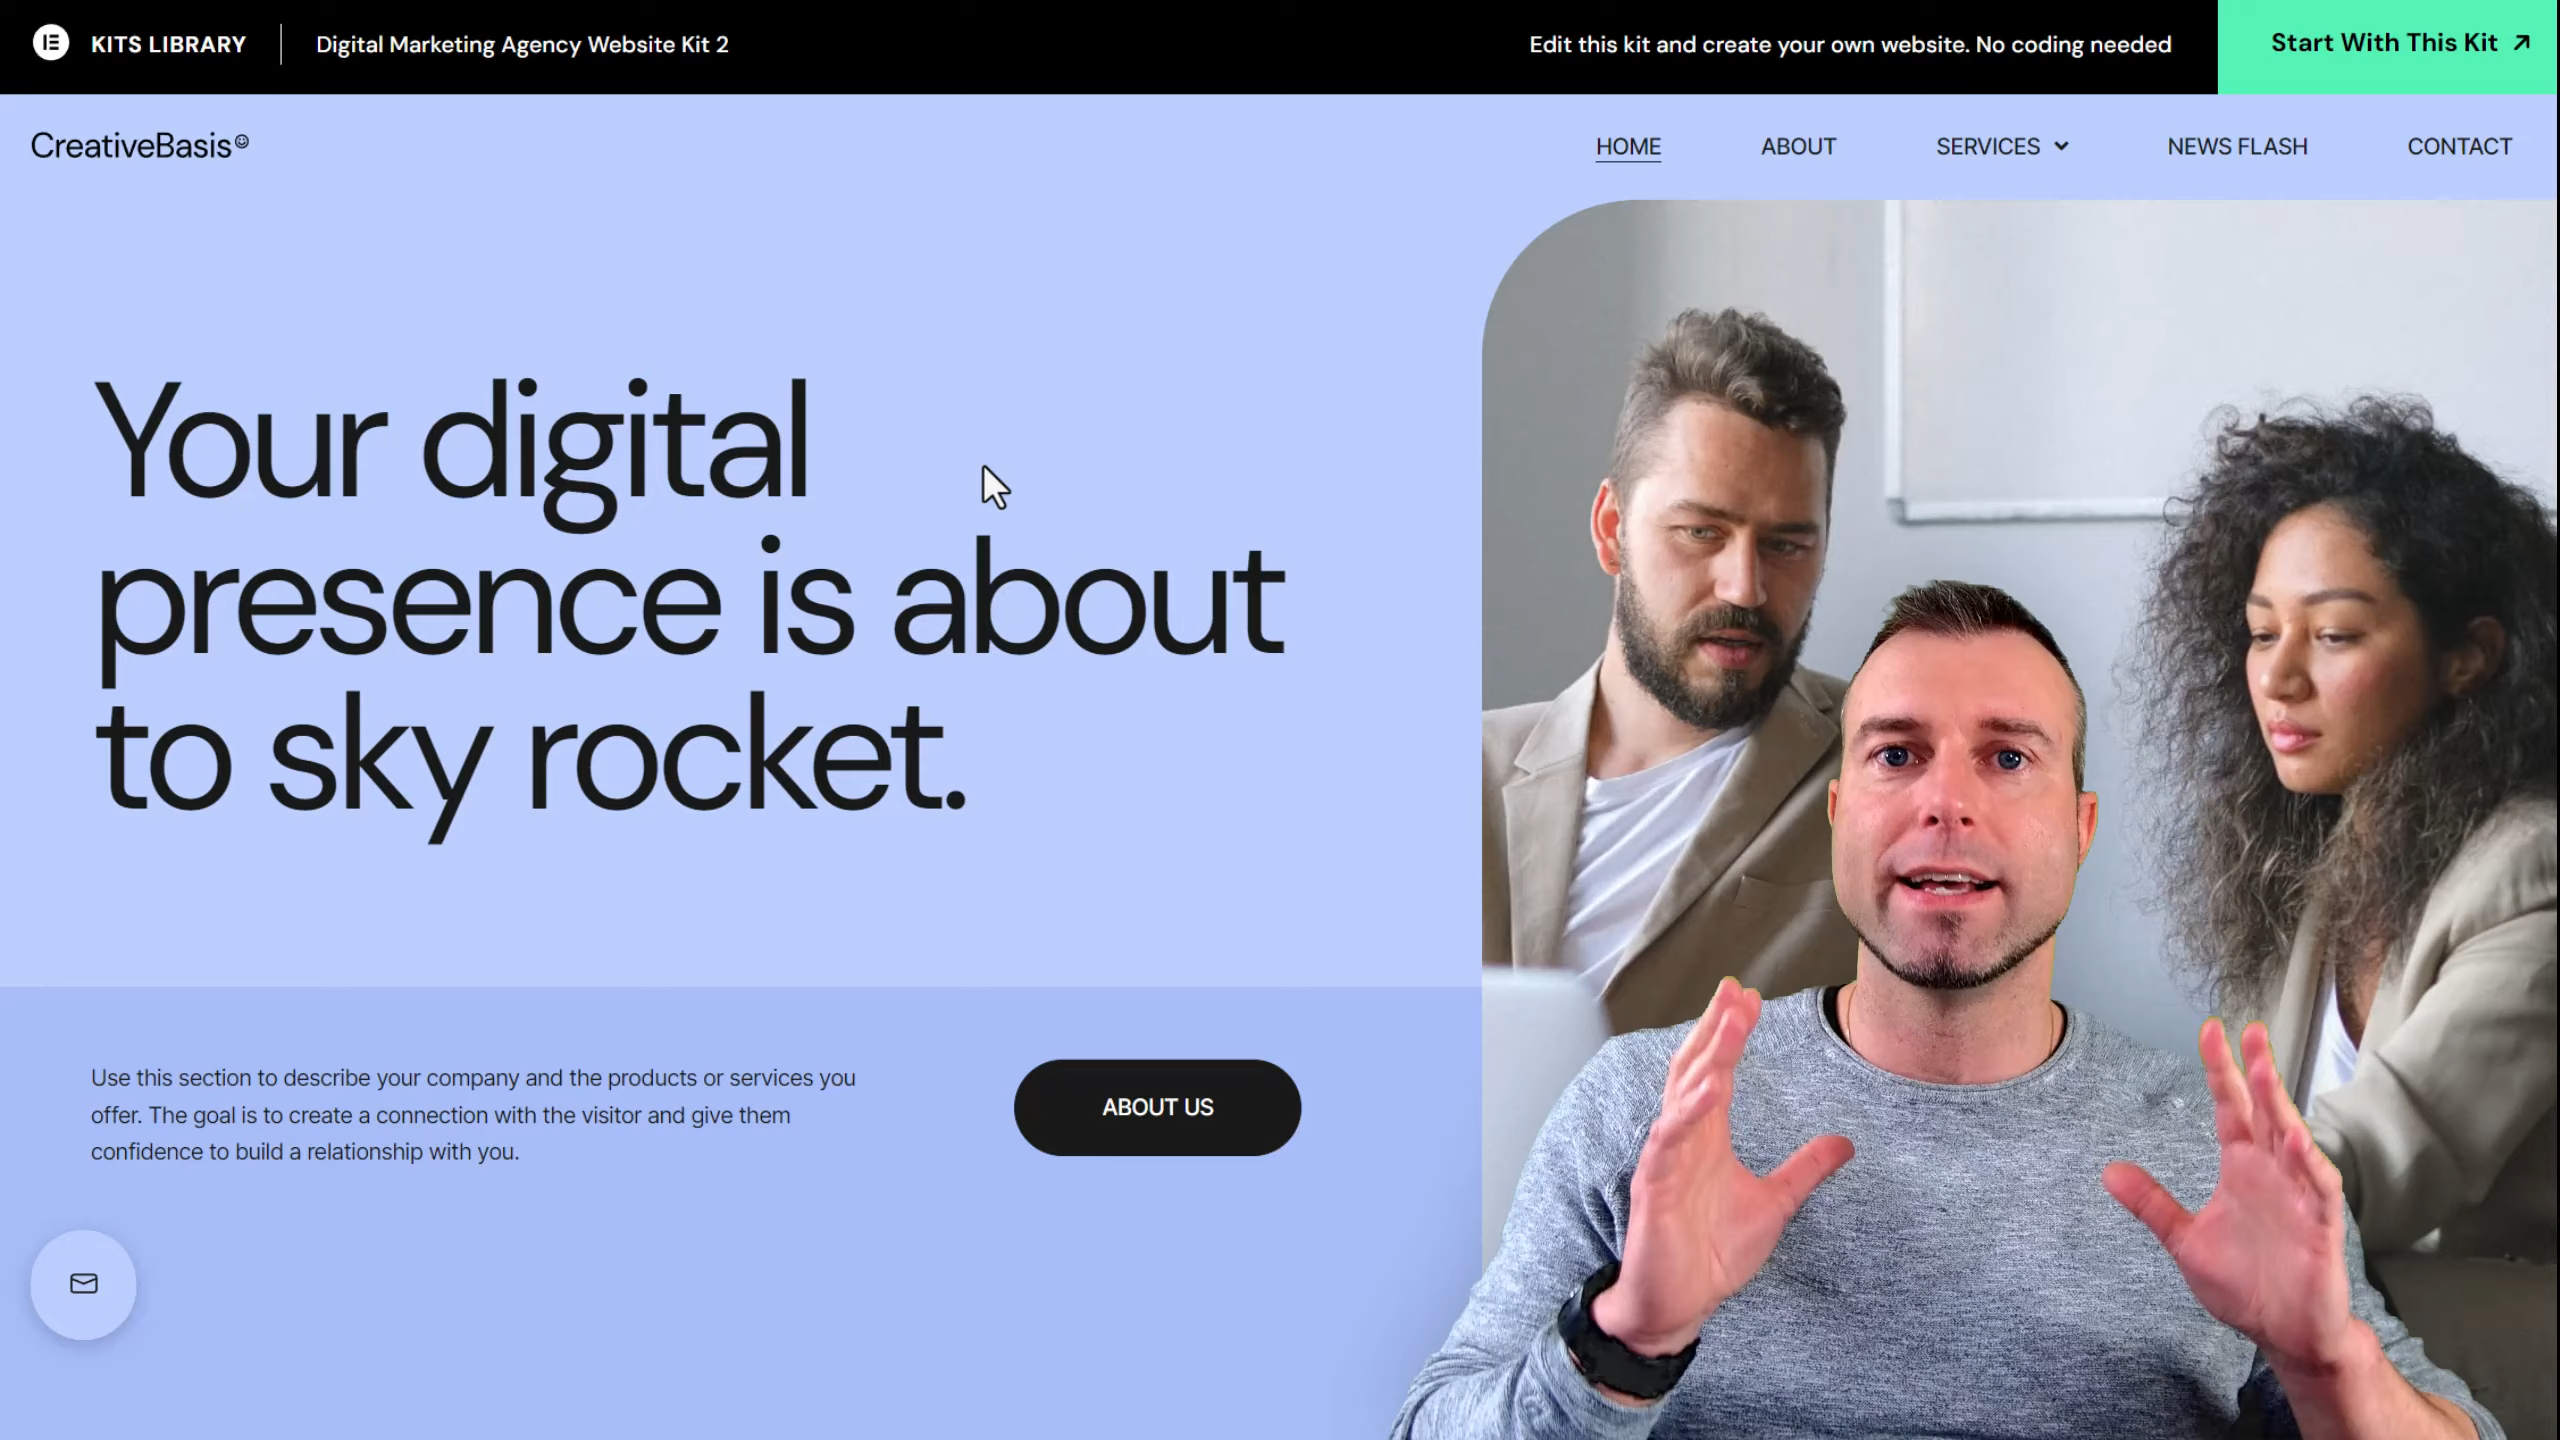 KITS LIBRARY
Digital Marketing Agency Website Kit 2
Edit this kit and create your own website. No coding needed
Start With This Kit
CreativeBasis
HOME
ABOUT
SERVICES
NEWS FLASH
CONTACT
Your digital
presence is about
to sky rocket.
Use this section to describe your company and the products or services you
offer. The goal is to create a connection with the visitor and give them
confidence to build a relationship with you.
ABOUT US